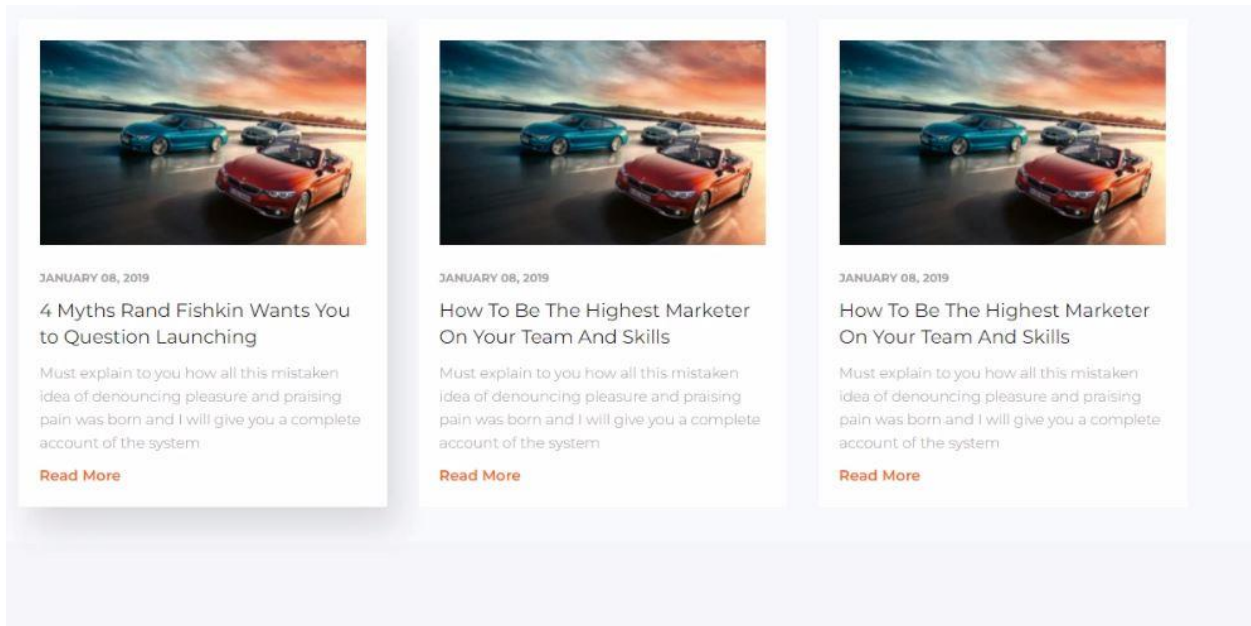 JANUARY 08, 2019
4 Myths Rand Fishkin Wants You
to Question Launching
Must explain to you how all this mistaken
idea of denouncing pleasure and praising
pain was born and I will give you a complete
account of the system
Read More
JANUARY 08, 2019
How To Be The Highest Marketer
On Your Team And Skills
Must explain to you how all this mistaken
idea of denouncing pleasure and praising
pain was born and I will give you a complete
account of the system
Read More
JANUARY 08, 2019
How To Be The Highest Marketer
On Your Team And Skills
Must explain to you how all this mistaken
idea of denouncing pleasure and praising
pain was born and I will give you a complete
account of the system
Read More